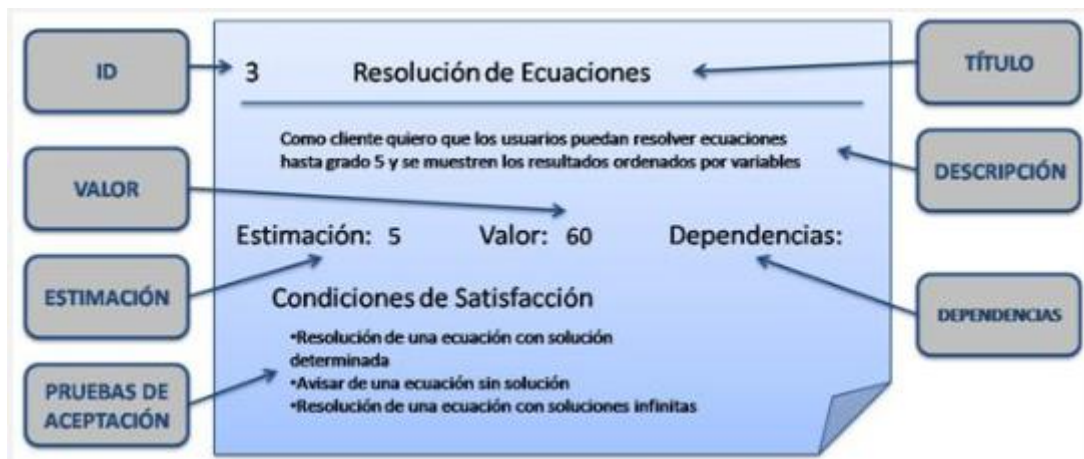 ID
3 Resolución de Ecuaciones
TÍTULO
Como cliente quiero que los usuarios puedan resolver ecuaciones
hasta grado 5 y se muestren los resultados ordenados por variables
DESCRIPCIÓN
VALOR
Estimación: 5 Valor: 60 Dependencias:
ESTIMACIÓN
DEPENDENCIAS
Condiciones de Satisfacción
•Resolución de una ecuación con solución
determinada
•Avisar de una ecuación sin solución
•Resolución de una ecuación con soluciones infinitas
PRUEBAS DE
ACEPTACIÓN